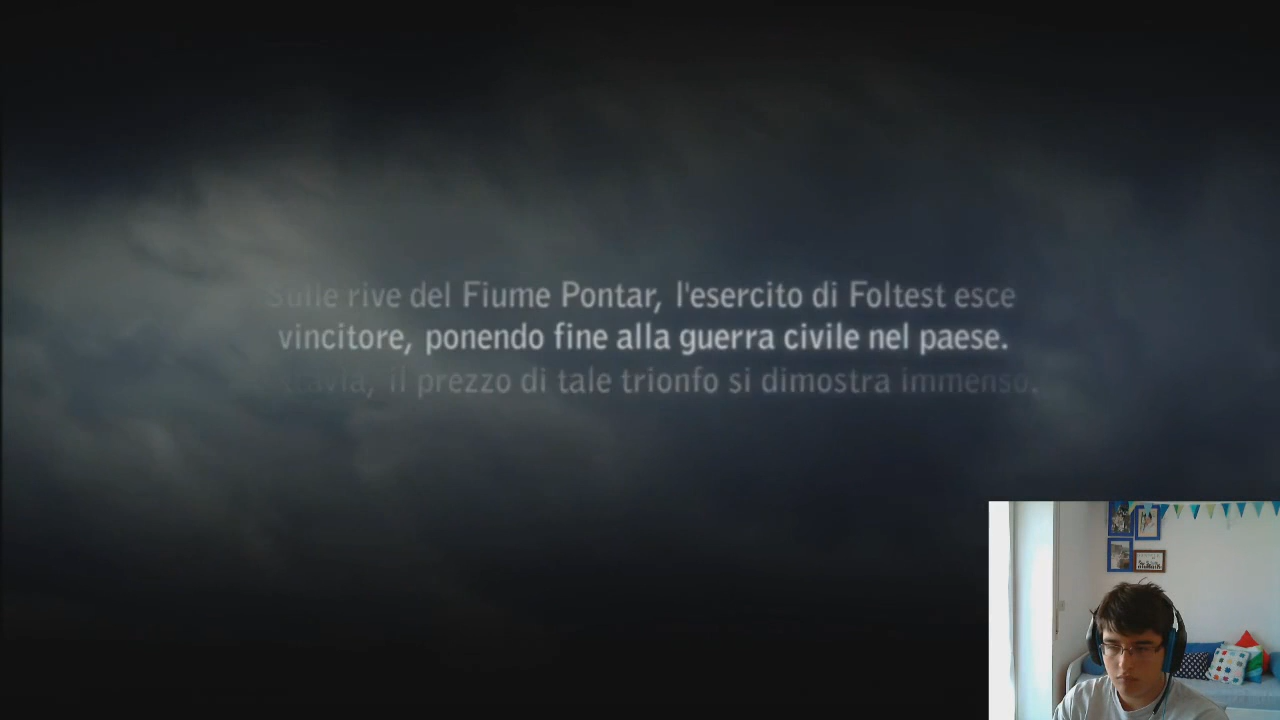 Sulle rive del Fiume Pontar, l'esercito di Foltest esce
vincitore, ponendo fine alla guerra civile nel paese.
il prezzo di tale trionfo si dimostra immenso.